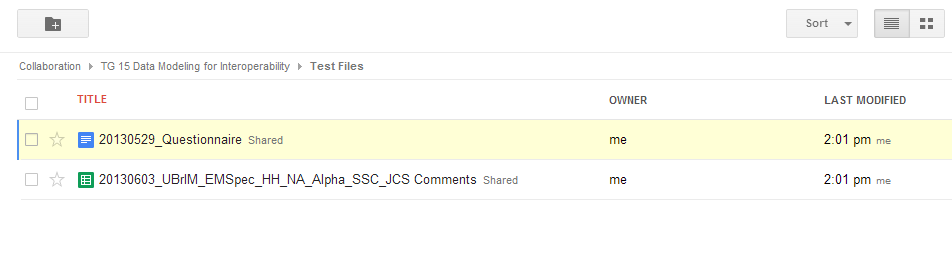 Sort
Collaboration TG 15 Data Modeling for Interoperability Test Files
TITLE OWNER LAST MODIFIED
20130529_Questionnaire Shared me 2:01 pm me
20130603_UBrIM_EMSpec_HH_NA_Alpha_SSC_JCS Comments Shared me 2:01 pm me